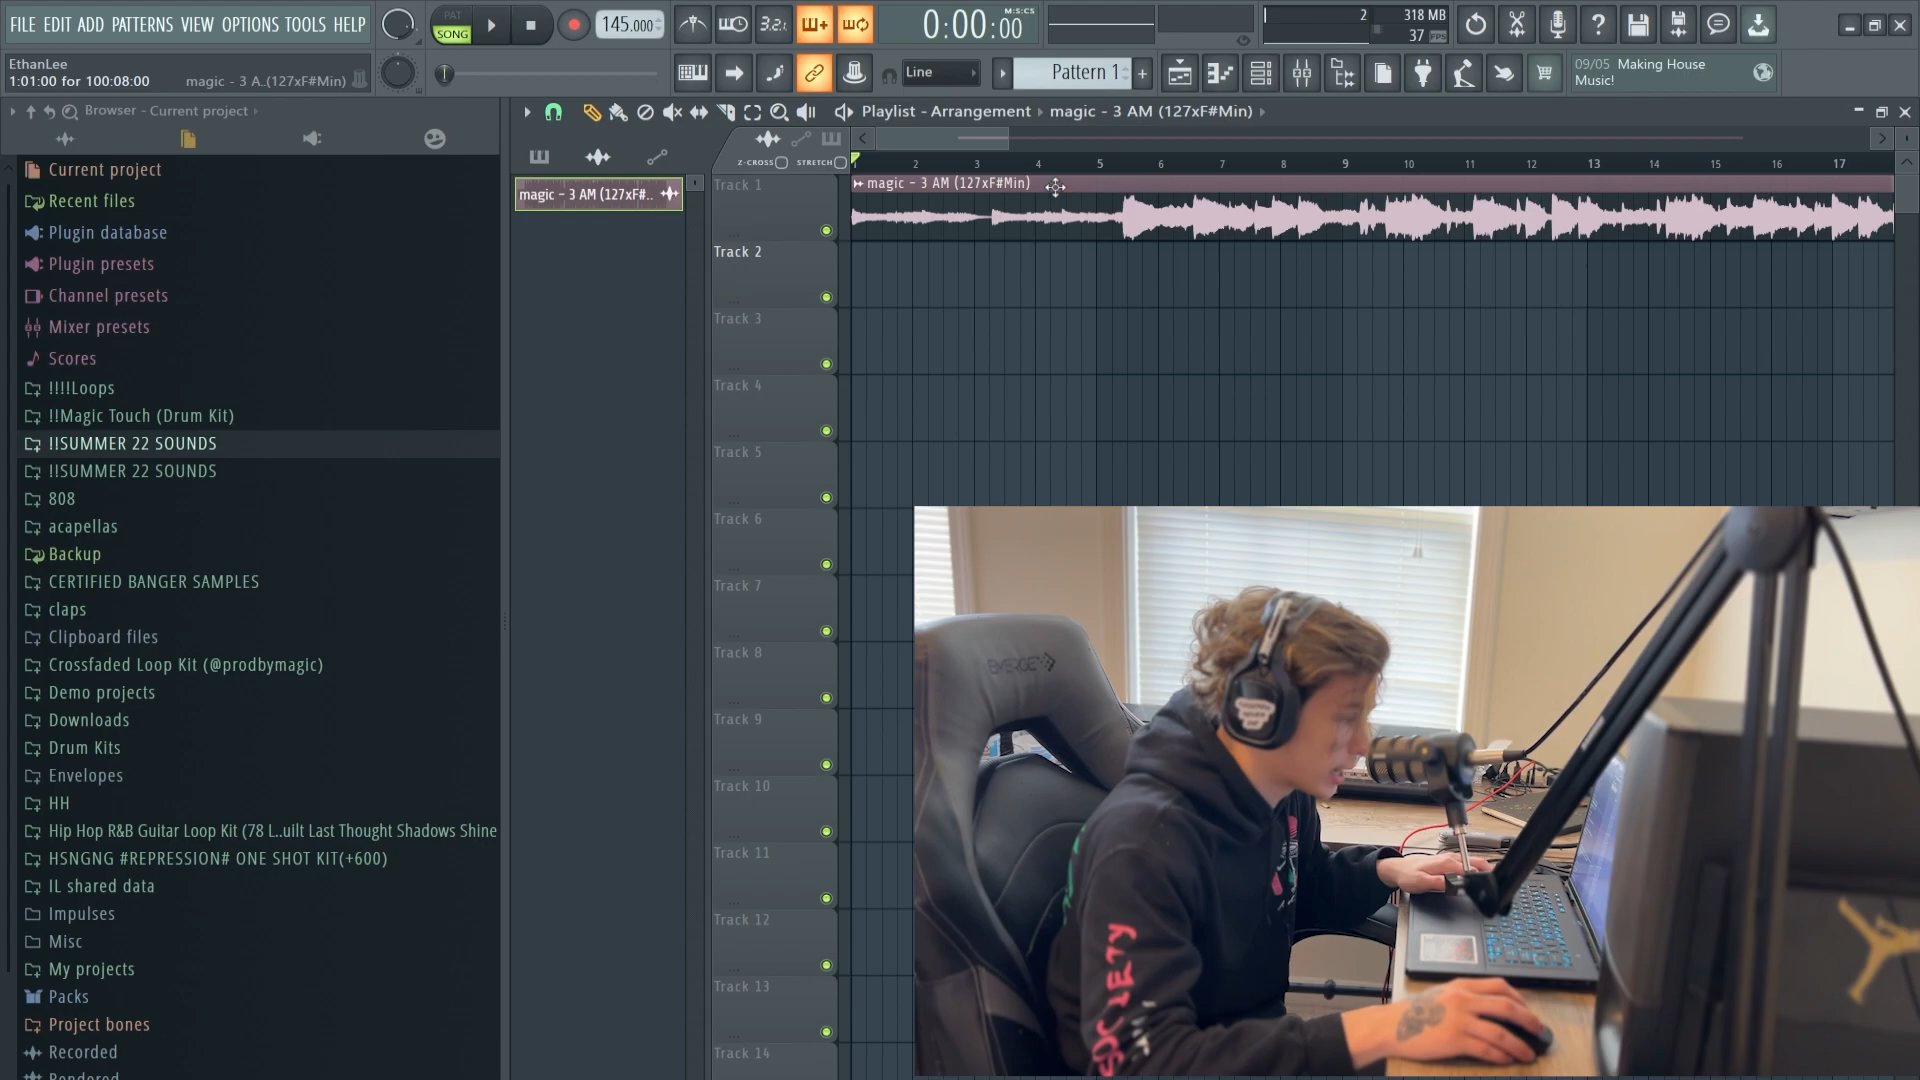 FILE EDIT ADD PATTERNS VIEW OPTIONS TOOLS HELP
PAT
SONG
145.000
3.2.1
0:00:00
M:S:CS
2
318 MB
37 FPS
EthanLee
1:01:00 for 100:08:00
magic - 3 A..(127xF#Min)
Line
Pattern 1
+
09/05 Making House
Music!
Browser - Current project
Playlist - Arrangement
magic - 3 AM (127xF#Min)
Z-CROSS
STRETCH
2 3 4 5 6 7 8 9 10 11 12 13 14 15 16 17
Current project
Recent files
Plugin database
Plugin presets
Channel presets
Mixer presets
Scores
!!!!Loops
!!Magic Touch (Drum Kit)
!!SUMMER 22 SOUNDS
!!SUMMER 22 SOUNDS
808
acapellas
Backup
CERTIFIED BANGER SAMPLES
claps
Clipboard files
Crossfaded Loop Kit (@prodbymagic)
Demo projects
Downloads
Drum Kits
Envelopes
HH
Hip Hop R&B Guitar Loop Kit (78 L..uilt Last Thought Shadows Shine
HSNGNG #REPRESSION# ONE SHOT KIT(+600)
IL shared data
Impulses
Misc
My projects
Packs
Project bones
Recorded
Rendered
magic - 3 AM (127xF#..
Track 1
magic - 3 AM (127xF#Min)
Track 2
Track 3
Track 4
Track 5
Track 6
Track 7
Track 8
Track 9
Track 10
Track 11
Track 12
Track 13
Track 14
EMERGE
SOCIETY